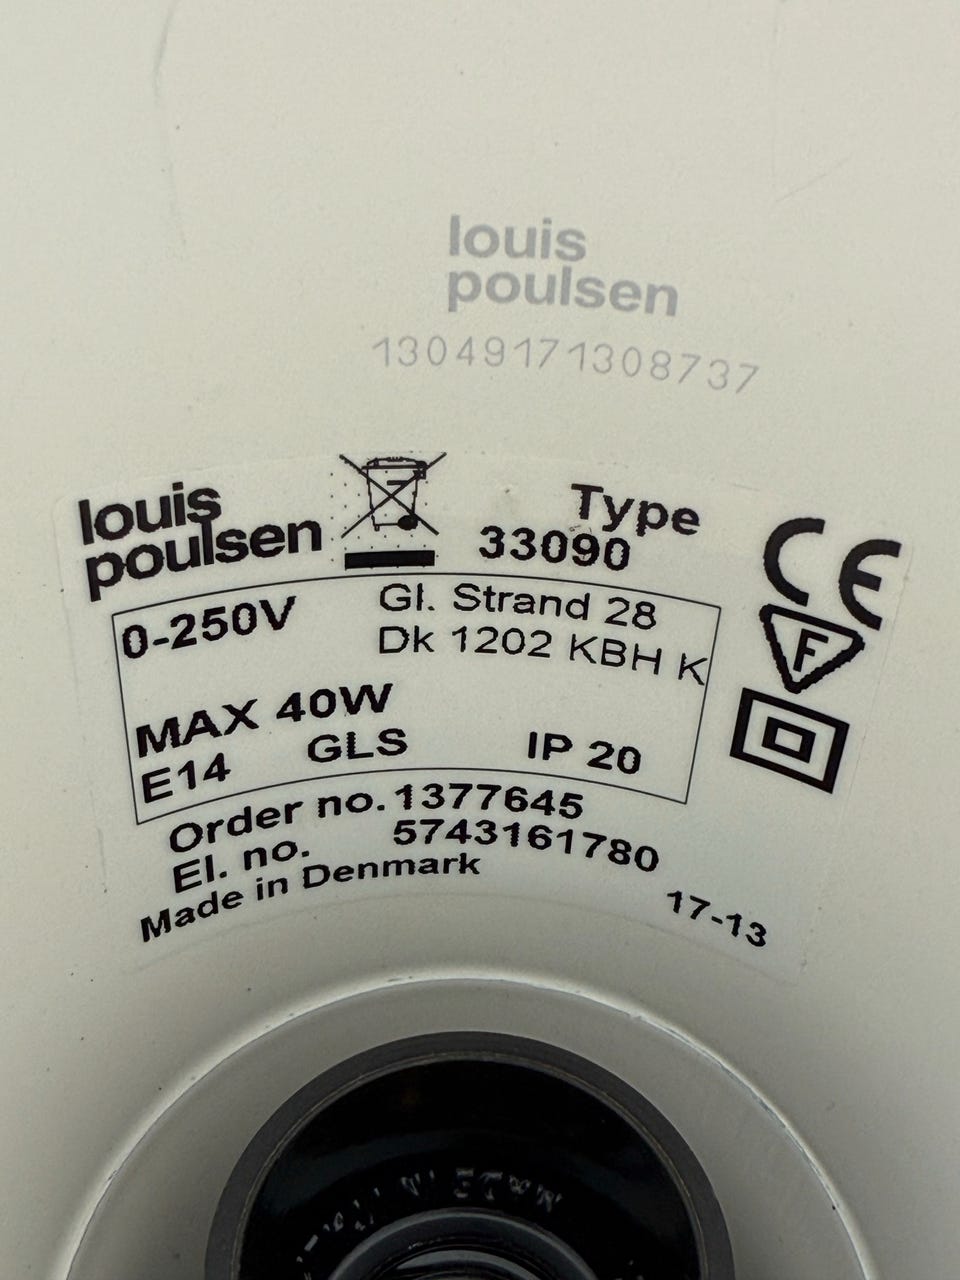 louis
poulsen
13049171308737
louis
poulsen
Type
33090
CE
F
0-250V
Gl. Strand 28
Dk 1202 KBH K
MAX 40W
E14 GLS IP 20
Order no. 1377645
El. no. 5743161780
Made in Denmark
17-13